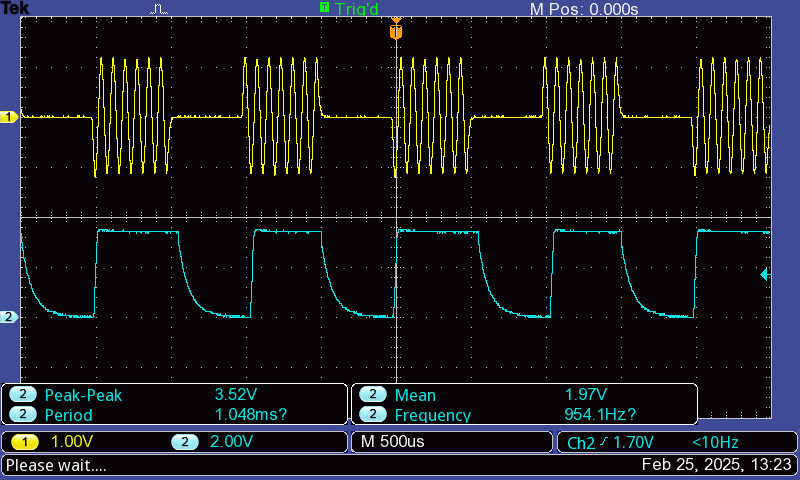 Tek T Trig'd M Pos: 0.000s
T
1
2
2 Peak-Peak 3.52V 2 Mean 1.97V
2 Period 1.048ms? 2 Frequency 954.1Hz?
1 1.00V 2 2.00V M 500us Ch2 1.70V <10Hz
Please wait.... Feb 25, 2025, 13:23